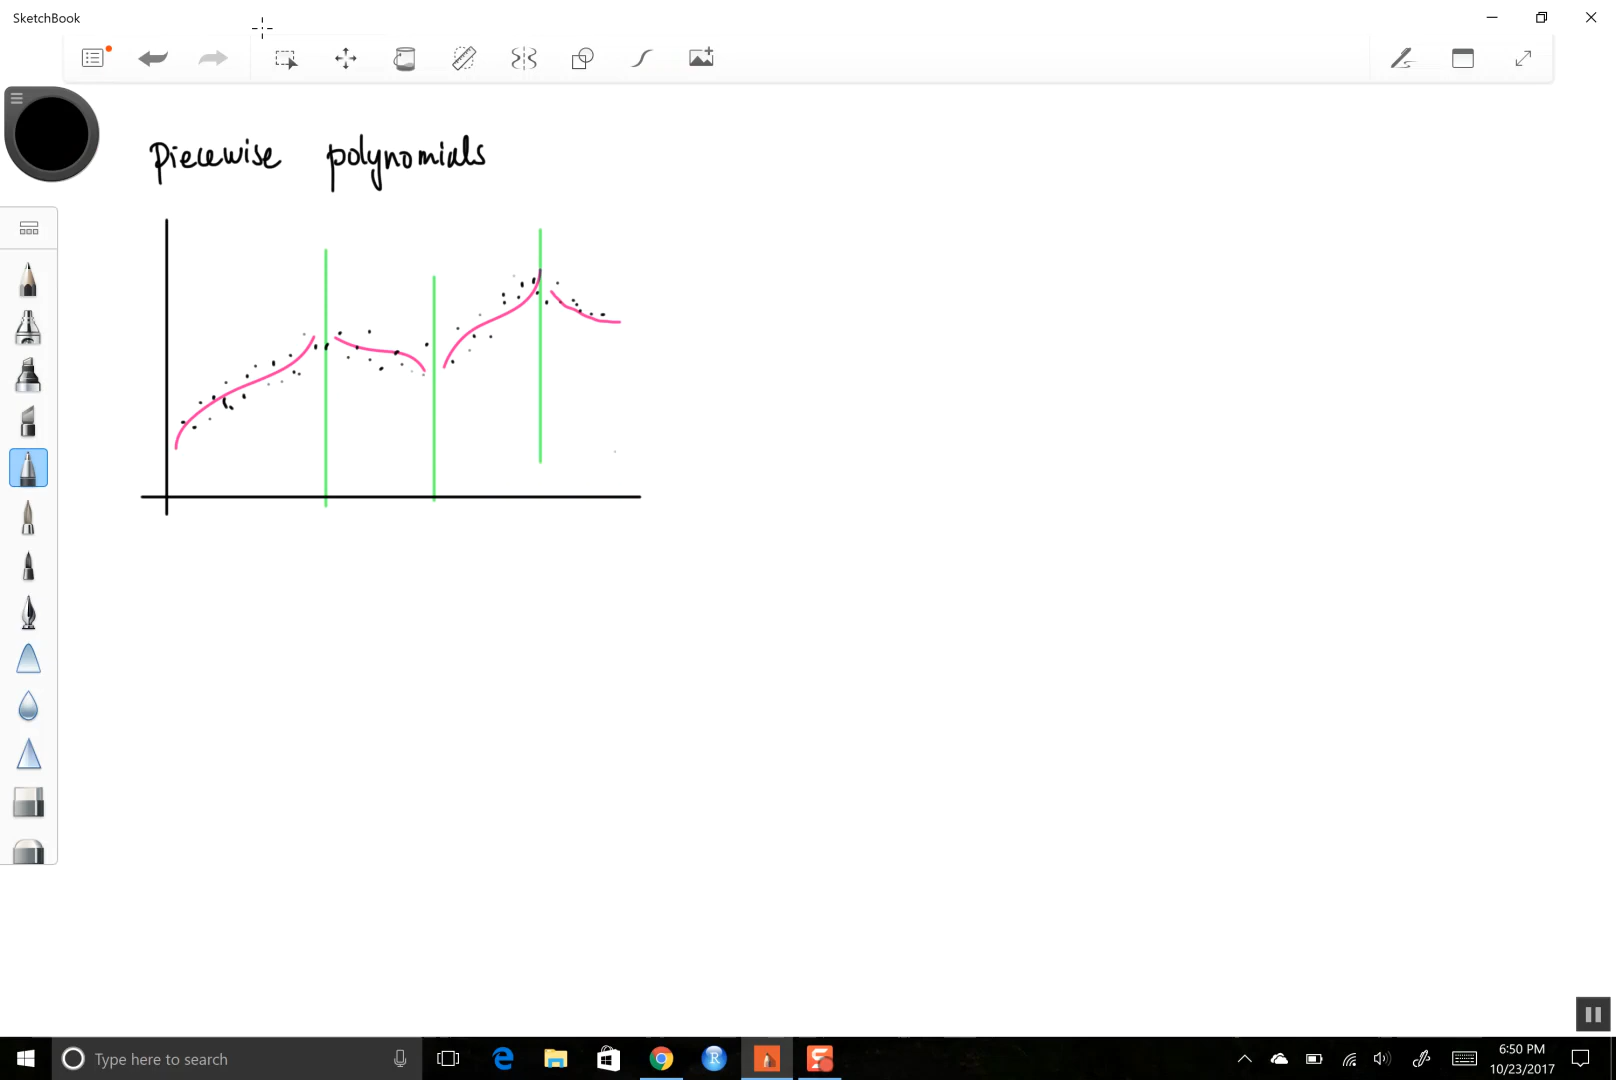 SketchBook
Piecewise polynomials
Type here to search
6:50 PM
10/23/2017